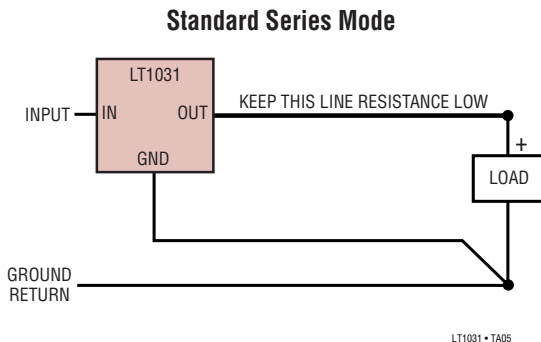 Standard Series Mode
LT1031
INPUT
IN
OUT
KEEP THIS LINE RESISTANCE LOW
GND
+
LOAD
GROUND
RETURN
LT1031 • TA05